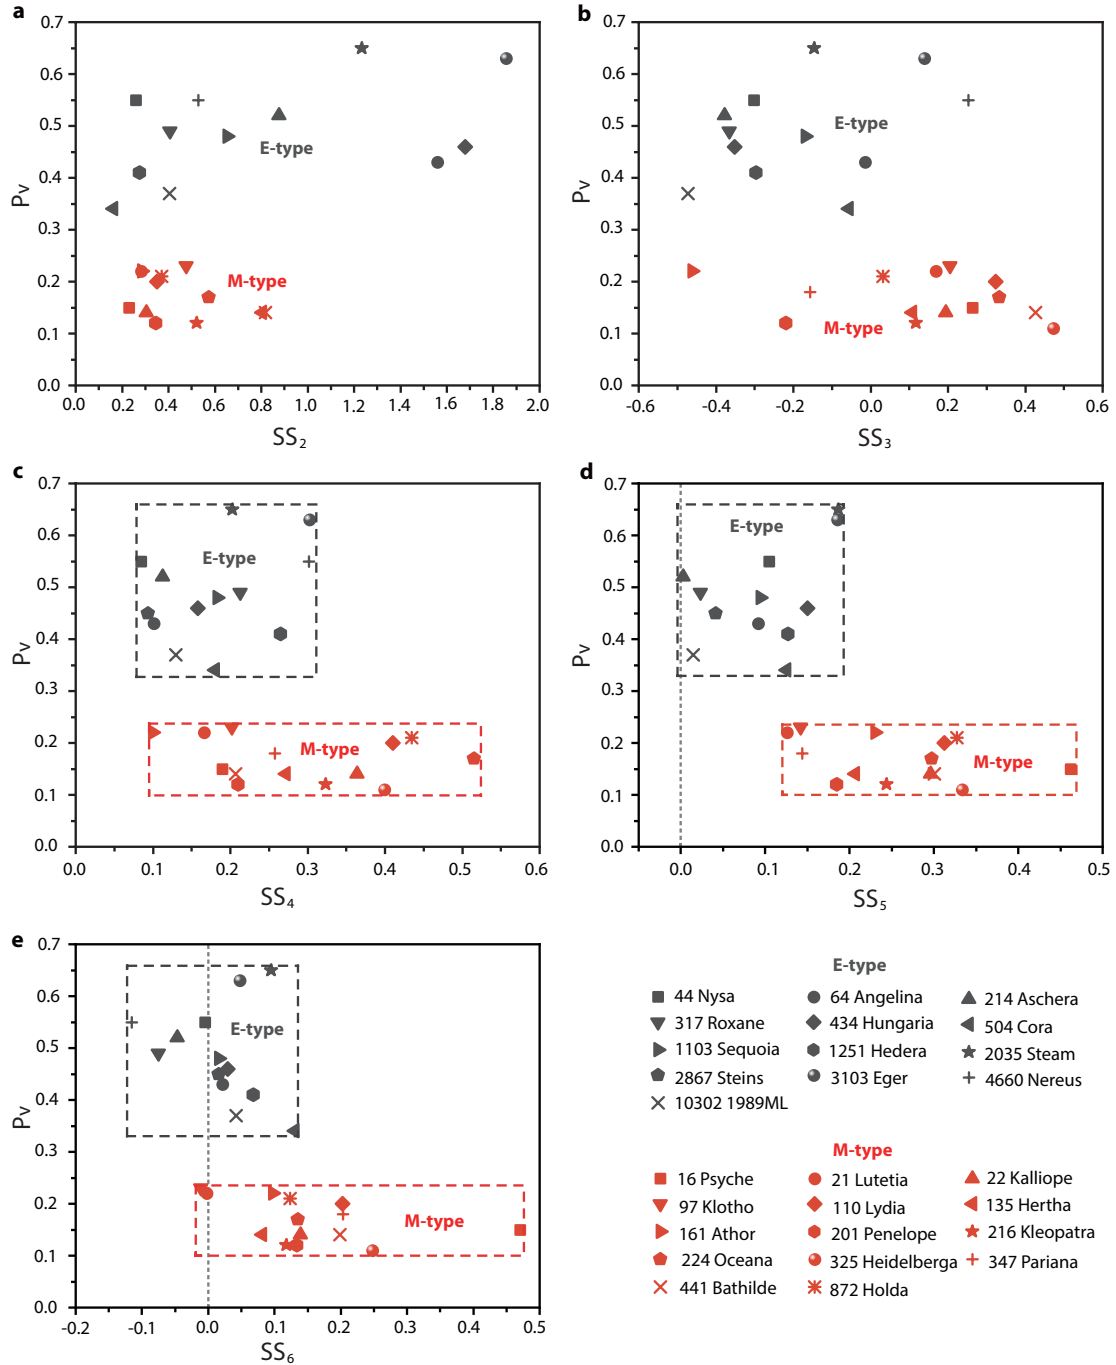 a
0.7
0.6
0.5
0.4
0.3
0.2
0.1
0.0
Pv
E-type
M-type
0.0 0.2 0.4 0.6 0.8 1.0 1.2 1.4 1.6 1.8 2.0
SS2
b
0.7
0.6
0.5
0.4
0.3
0.2
0.1
0.0
E-type
M-type
-0.6 -0.4 -0.2 0.0 0.2 0.4 0.6
SS3
c
0.7
0.6
0.5
0.4
0.3
0.2
0.1
0.0
Pv
E-type
M-type
0.0 0.1 0.2 0.3 0.4 0.5 0.6
SS4
d
0.7
0.6
0.5
0.4
0.3
0.2
0.1
0.0
E-type
M-type
0.0 0.1 0.2 0.3 0.4 0.5
SS5
e
0.7
0.6
0.5
0.4
0.3
0.2
0.1
0.0
Pv
E-type
M-type
-0.2 -0.1 0.0 0.1 0.2 0.3 0.4 0.5
SS6
E-type
44 Nysa 64 Angelina 214 Aschera
317 Roxane 434 Hungaria 504 Cora
1103 Sequoia 1251 Hedera 2035 Steam
2867 Steins 3103 Eger 4660 Nereus
10302 1989ML
M-type
16 Psyche 21 Lutetia 22 Kalliope
97 Klotho 110 Lydia 135 Hertha
161 Athor 201 Penelope 216 Kleopatra
224 Oceana 325 Heidelberga 347 Pariana
441 Bathilde 872 Holda